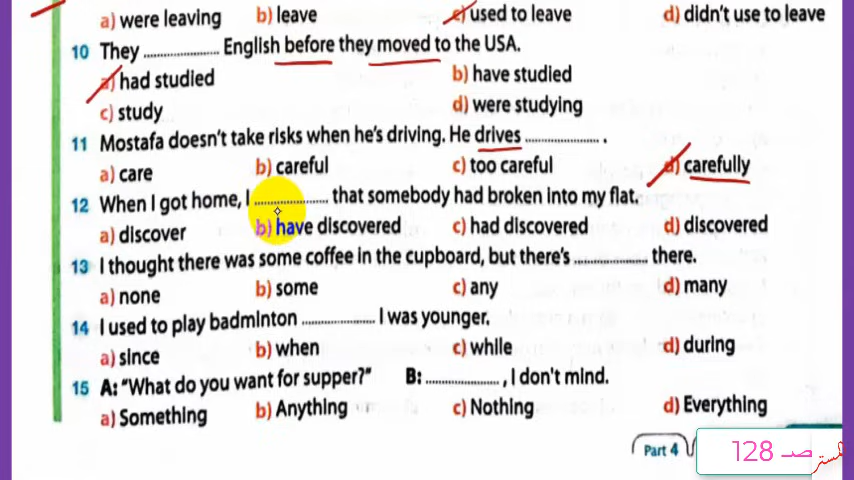 a) were leaving b) leave c) used to leave d) didn't use to leave
10 They .................. English before they moved to the USA.
a) had studied b) have studied
c) study d) were studying
11 Mostafa doesn't take risks when he's driving. He drives .................. .
a) care b) careful c) too careful d) carefully
12 When I got home, I .................. that somebody had broken into my flat.
a) discover b) have discovered c) had discovered d) discovered
13 I thought there was some coffee in the cupboard, but there's .................. there.
a) none b) some c) any d) many
14 I used to play badminton .................. I was younger.
a) since b) when c) while d) during
15 A: "What do you want for supper?" B: .................. , I don't mind.
a) Something b) Anything c) Nothing d) Everything
Part 4
صـ 128